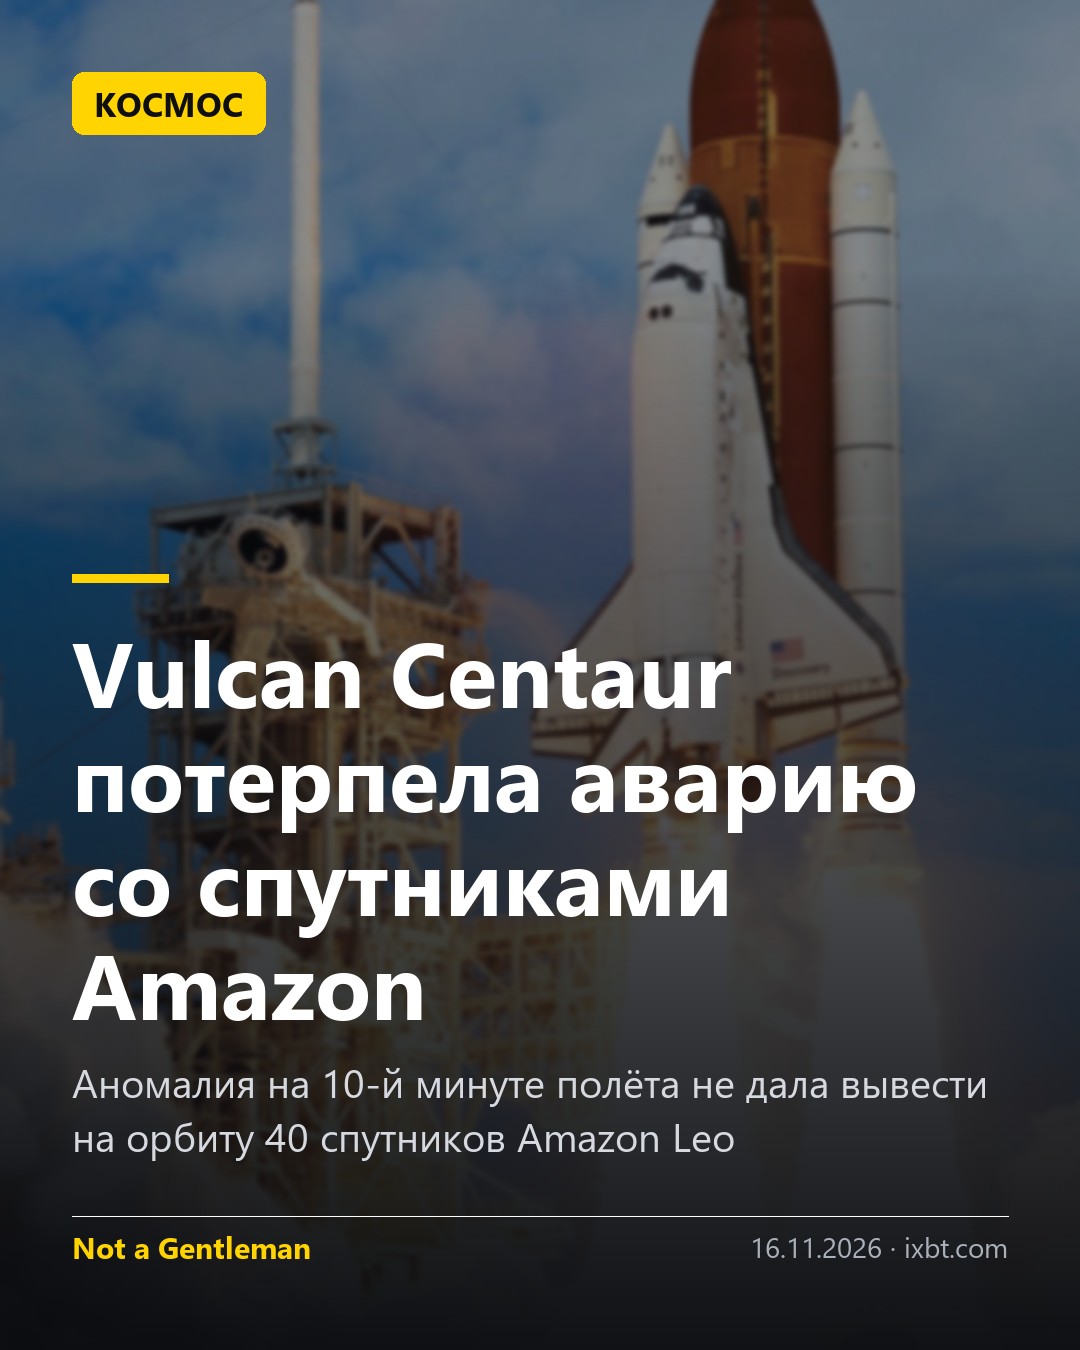 КОСМОС
Vulcan Centaur
потерпела аварию
со спутниками
Amazon
Аномалия на 10-й минуте полёта не дала вывести
на орбиту 40 спутников Amazon Leo
Not a Gentleman
16.11.2026 · ixbt.com